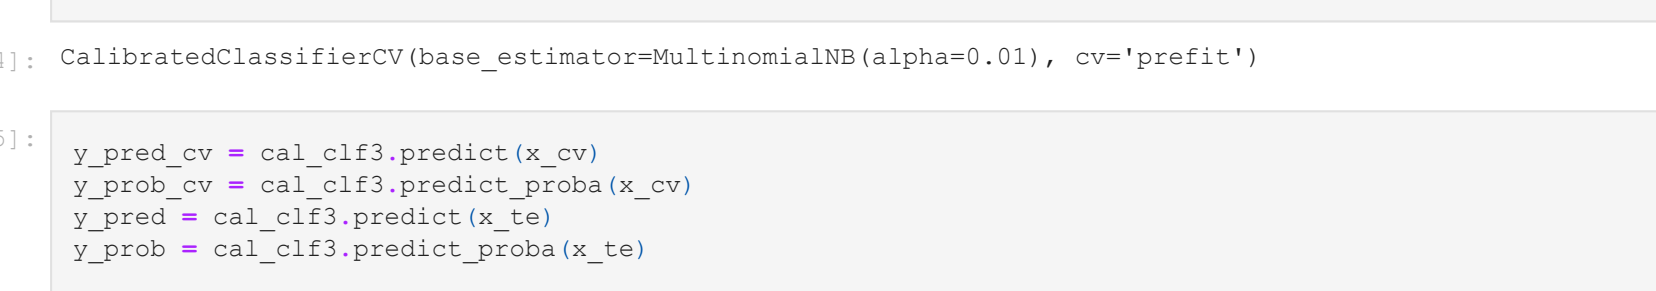 4]: CalibratedClassifierCV(base_estimator=MultinomialNB(alpha=0.01), cv='prefit')
5]:
y_pred_cv = cal_clf3.predict(x_cv)
y_prob_cv = cal_clf3.predict_proba(x_cv)
y_pred = cal_clf3.predict(x_te)
y_prob = cal_clf3.predict_proba(x_te)